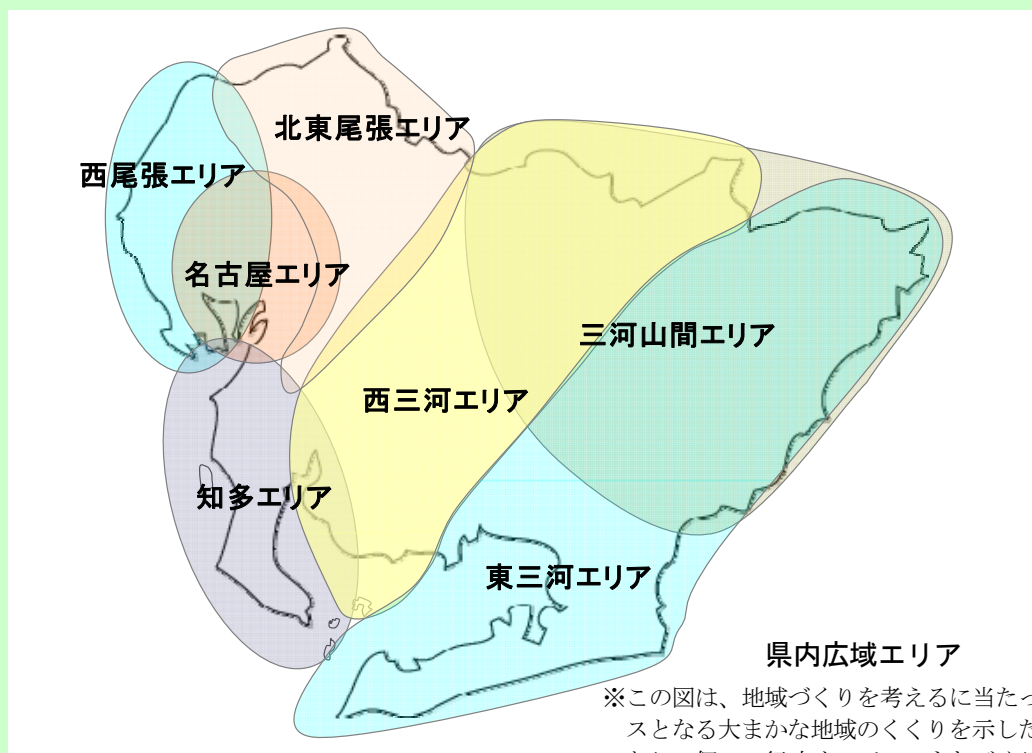 北東尾張エリア
西尾張エリア
名古屋エリア
三河山間エリア
西三河エリア
知多エリア
東三河エリア
県内広域エリア
※この図は、地域づくりを考えるに当たっ
スとなる大まかな地域のくくりを示した